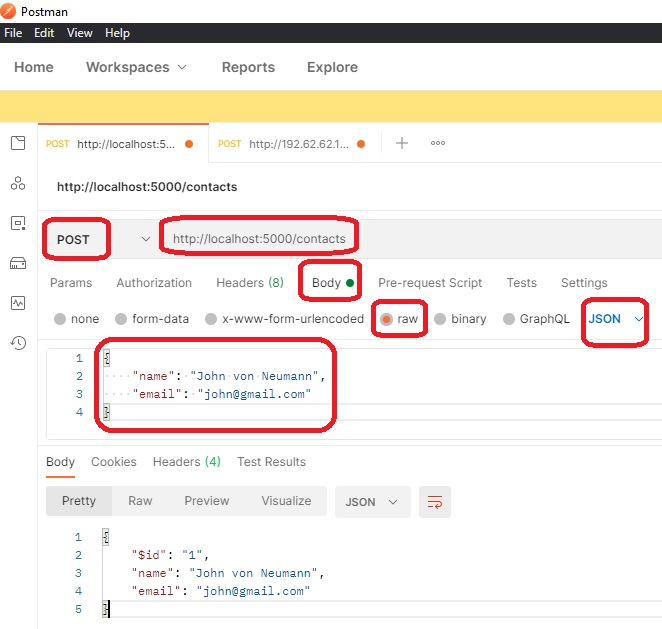 Postman
File Edit View Help
Home Workspaces Reports Explore
POST http://localhost:5... POST http://192.62.62.1... + ooo
http://localhost:5000/contacts
POST http://localhost:5000/contacts
Params Authorization Headers (8) Body Pre-request Script Tests Settings
none form-data x-www-form-urlencoded raw binary GraphQL JSON
1 {
2 "name": "John von Neumann",
3 "email": "john@gmail.com"
4 }
Body Cookies Headers (4) Test Results
Pretty Raw Preview Visualize JSON
1 {
2 "$id": "1",
3 "name": "John von Neumann",
4 "email": "john@gmail.com"
5 }